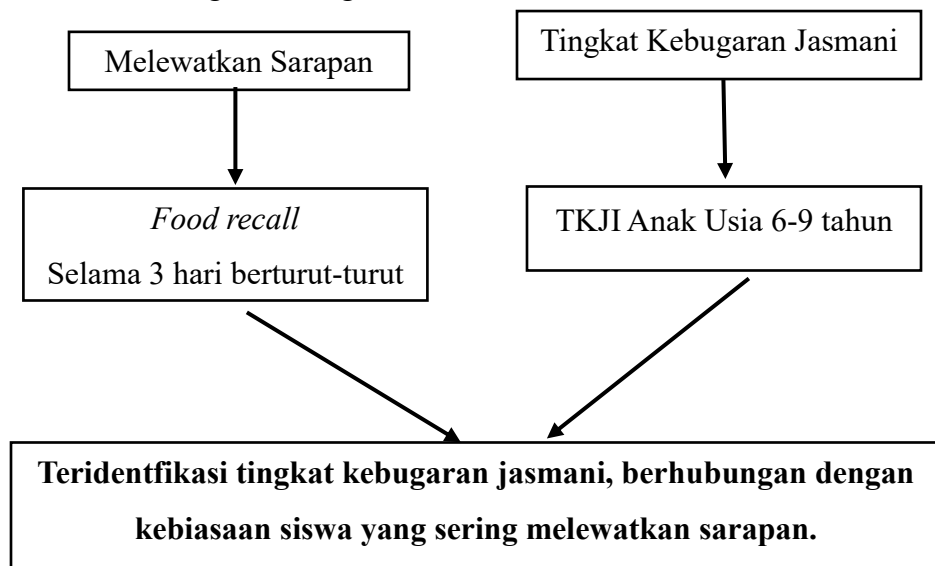 Melewatkan Sarapan
Tingkat Kebugaran Jasmani
Food recall
Selama 3 hari berturut-turut
TKJI Anak Usia 6-9 tahun
Teridentfikasi tingkat kebugaran jasmani, berhubungan dengan
kebiasaan siswa yang sering melewatkan sarapan.